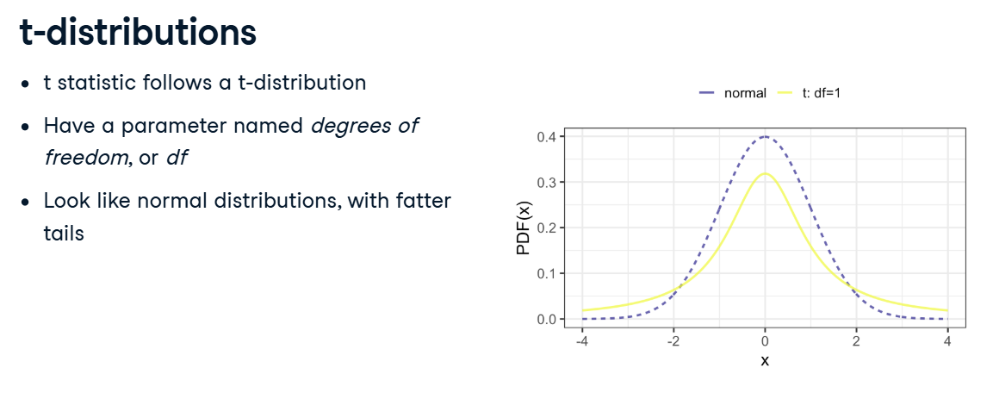 t-distributions
• t statistic follows a t-distribution
• Have a parameter named degrees of
freedom, or df
• Look like normal distributions, with fatter
tails
normal t: df=1
PDF(x)
0.4
0.3
0.2
0.1
0.0
-4 -2 0 2 4
x